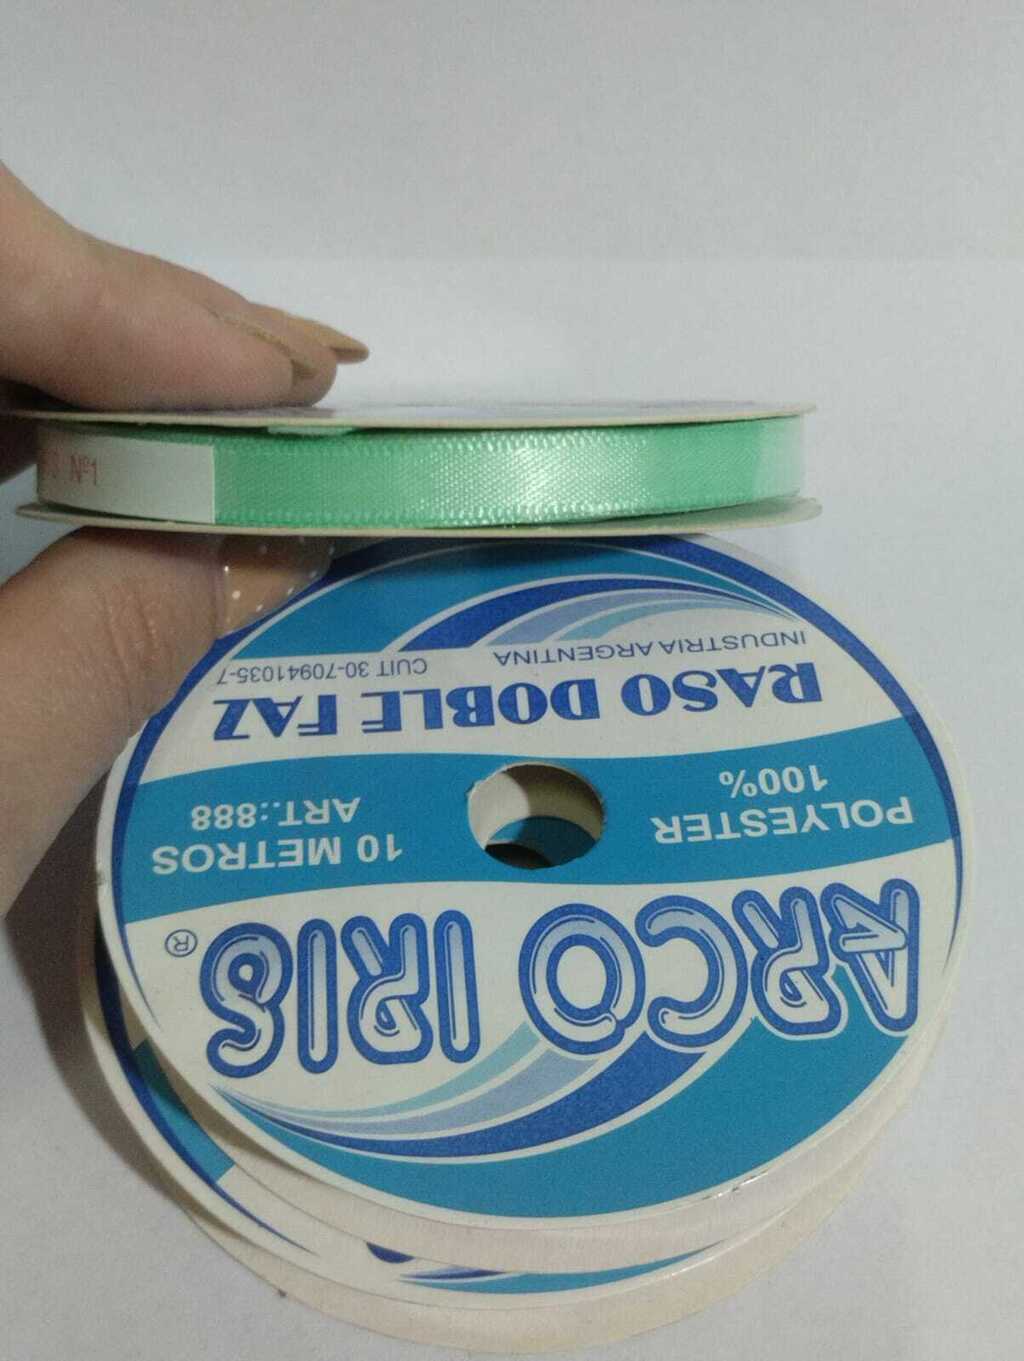 Nº1
ARCO IRIS®
POLYESTER
100%
10 METROS
ART.:888
RASO DOBLE FAZ
INDUSTRIA ARGENTINA
CUIT 30-70941035-7